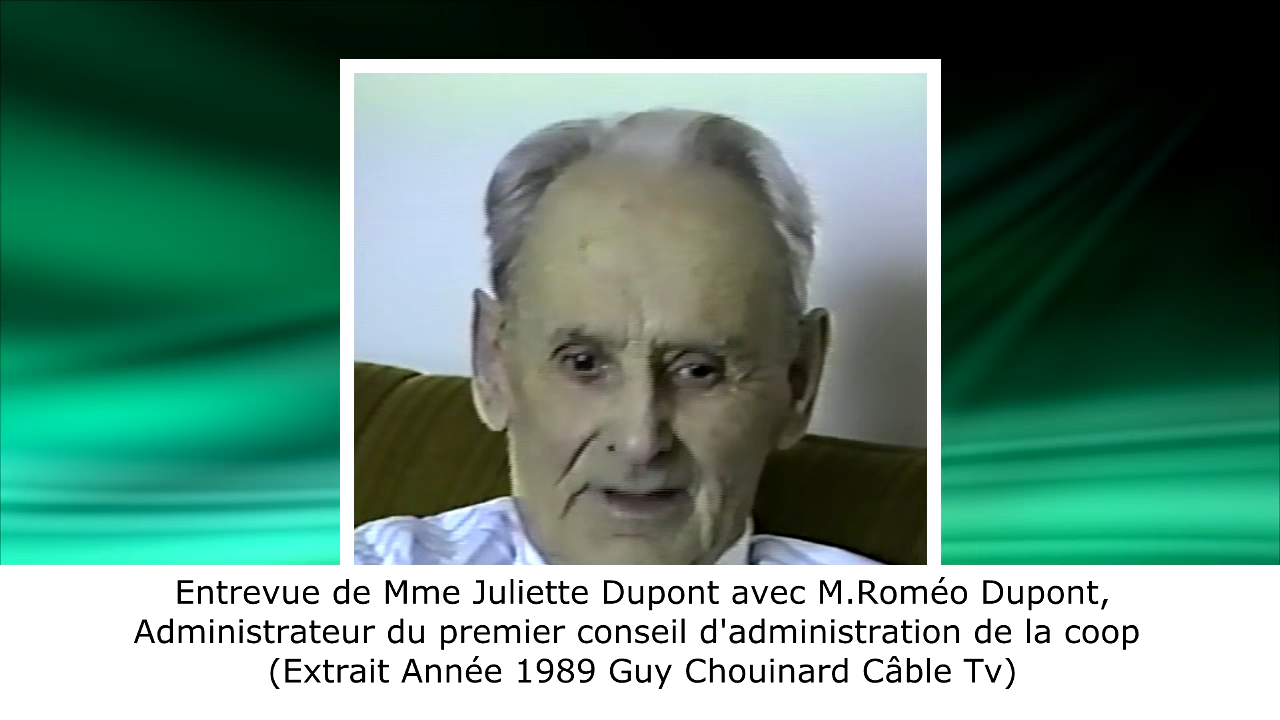 Entrevue de Mme Juliette Dupont avec M.Roméo Dupont,
Administrateur du premier conseil d'administration de la coop
(Extrait Année 1989 Guy Chouinard Câble Tv)